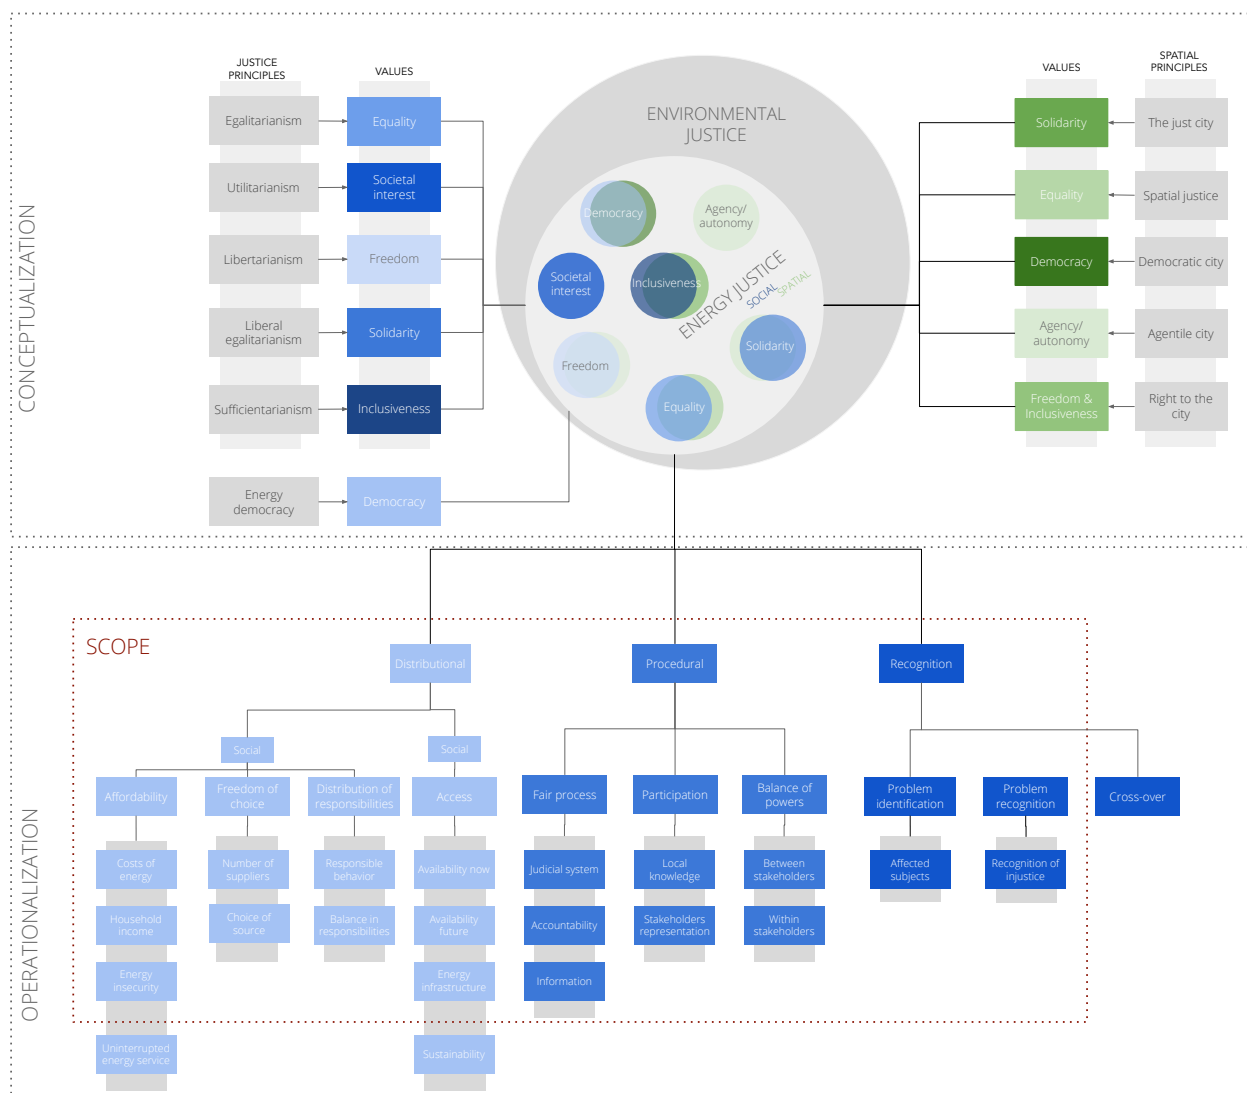 CONCEPTUALIZATION
JUSTICE
PRINCIPLES
VALUES
Egalitarianism
Equality
Utilitarianism
Societal
interest
Libertarianism
Freedom
Liberal
egalitarianism
Solidarity
Sufficientarianism
Inclusiveness
Energy
democracy
Democracy
ENVIRONMENTAL
JUSTICE
Democracy
Agency/
autonomy
Societal
interest
Inclusiveness
ENERGY JUSTICE
SOCIAL
SPATIAL
Freedom
Solidarity
Equality
VALUES
SPATIAL
PRINCIPLES
Solidarity
The just city
Equality
Spatial justice
Democracy
Democratic city
Agency/
autonomy
Agentile city
Freedom &
Inclusiveness
Right to the
city
OPERATIONALIZATION
SCOPE
Distributional
Procedural
Recognition
Social
Social
Affordability
Freedom of
choice
Distribution of
responsibilities
Access
Fair process
Participation
Balance of
powers
Problem
identification
Problem
recognition
Cross-over
Costs of
energy
Household
income
Energy
insecurity
Uninterrupted
energy service
Number of
suppliers
Choice of
source
Responsible
behavior
Balance in
responsibilities
Availability now
Availability
future
Energy
infrastructure
Sustainability
Judicial system
Accountability
Information
Local
knowledge
Stakeholders
representation
Between
stakeholders
Within
stakeholders
Affected
subjects
Recognition of
injustice